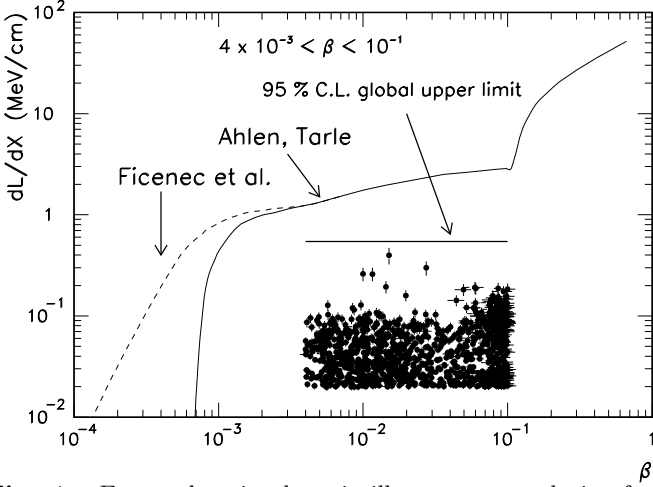 10²
4 x 10⁻³ < β < 10⁻¹
95 % C.L. global upper limit
10
Ahlen, Tarle
Ficenec et al.
1
10⁻¹
10⁻²
dL/dX (MeV/cm)
10⁻⁴ 10⁻³ 10⁻² 10⁻¹ 1
β